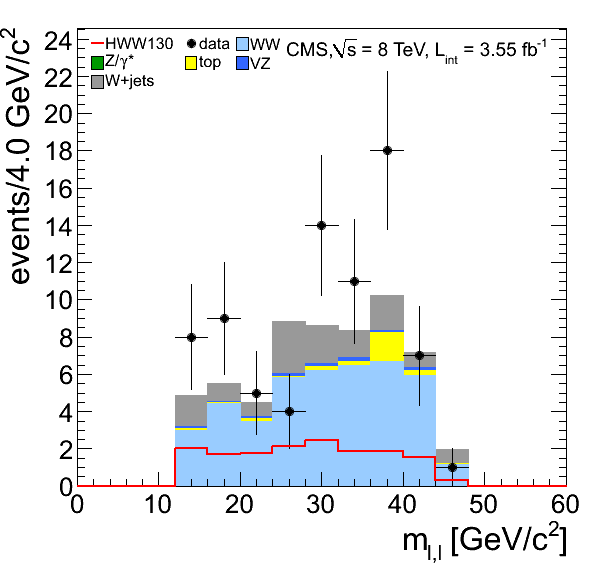 HWW130 data WW CMS,√s = 8 TeV, L_int = 3.55 fb⁻¹
Z/γ* top VZ
W+jets
events/4.0 GeV/c²
24
22
20
18
16
14
12
10
8
6
4
2
0
0 10 20 30 40 50 60
m_l,l [GeV/c²]